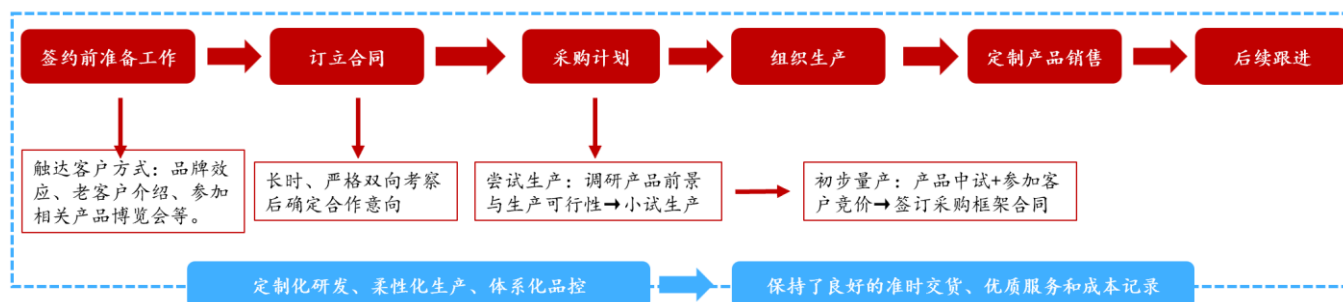 签约前准备工作
订立合同
采购计划
组织生产
定制产品销售
后续跟进
触达客户方式：品牌效
应、老客户介绍、参加
相关产品博览会等。
长时、严格双向考察
后确定合作意向
尝试生产：调研产品前景
与生产可行性→小试生产
初步量产：产品中试+参加客
户竞价→签订采购框架合同
定制化研发、柔性化生产、体系化品控
保持了良好的准时交货、优质服务和成本记录